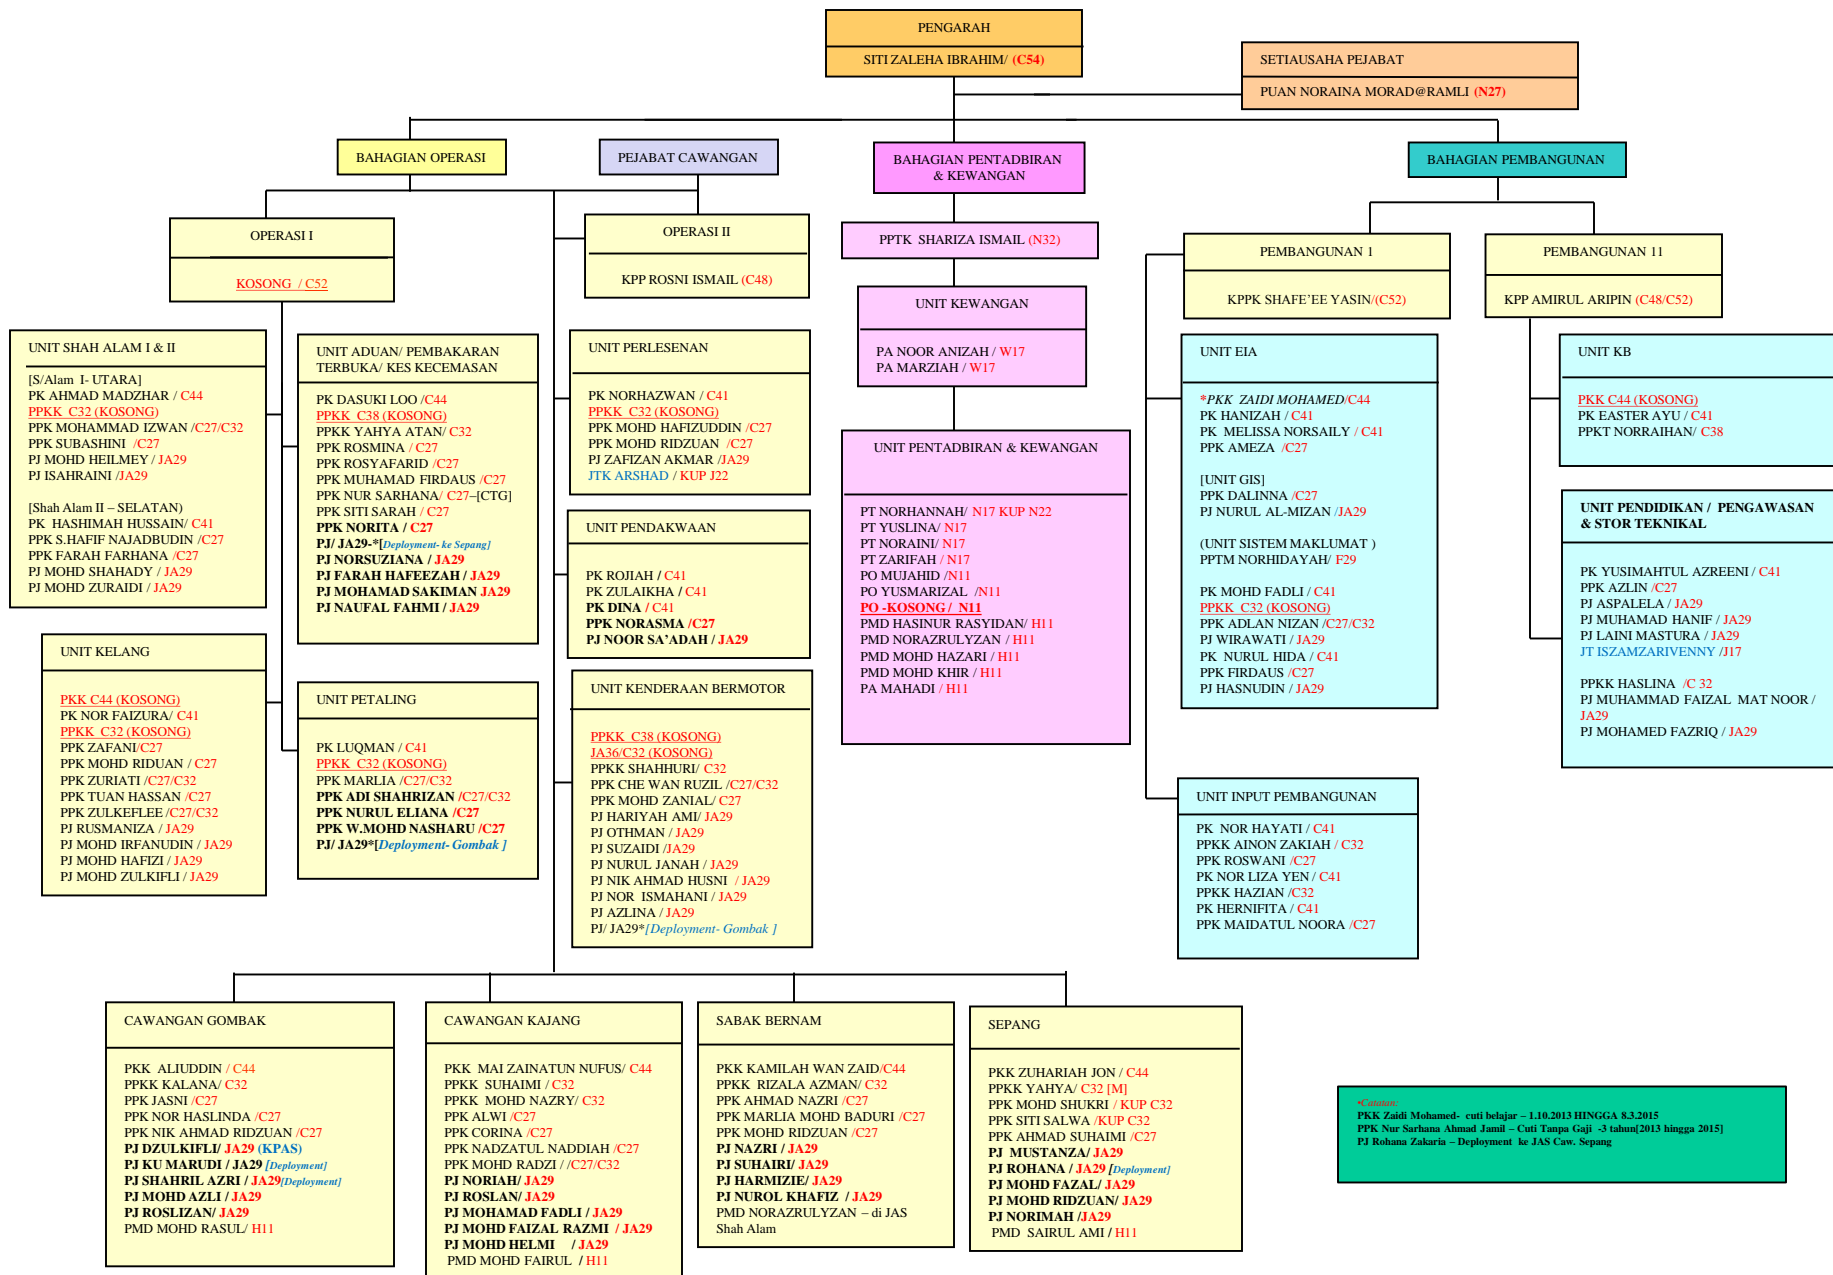 PENGARAH
SITI ZALEHA IBRAHIM/ (C54)
SETIAUSAHA PEJABAT
PUAN NORAINA MORAD@RAMLI (N27)
BAHAGIAN OPERASI
PEJABAT CAWANGAN
BAHAGIAN PENTADBIRAN
& KEWANGAN
BAHAGIAN PEMBANGUNAN
OPERASI I
KOSONG / C52
OPERASI II
KPP ROSNI ISMAIL (C48)
PPTK SHARIZA ISMAIL (N32)
PEMBANGUNAN 1
KPPK SHAFE'EE YASIN/(C52)
PEMBANGUNAN 11
KPP AMIRUL ARIPIN (C48/C52)
UNIT SHAH ALAM I & II
[S/Alam I- UTARA]
PK AHMAD MADZHAR / C44
PPKK C32 (KOSONG)
PPK MOHAMMAD IZWAN /C27/C32
PPK SUBASHINI /C27
PJ MOHD HEILMEY / JA29
PJ ISAHRAINI /JA29
[Shah Alam II – SELATAN)
PK HASHIMAH HUSSAIN/ C41
PPK S.HAFIF NAJADBUDIN / C27
PPK FARAH FARHANA / C27
PJ MOHD SHAHADY / JA29
PJ MOHD ZURAIDI / JA29
UNIT ADUAN/ PEMBAKARAN
TERBUKA/ KES KECEMASAN
PK DASUKI LOO /C44
PPKK C38 (KOSONG)
PPKK YAHYA ATAN/ C32
PPK ROSMINA / C27
PPK ROSYAFARID / C27
PPK MUHAMAD FIRDAUS /C27
PPK NUR SARHANA/ C27–[CTG]
PPK SITI SARAH / C27
PPK NORITA / C27
PJ/ JA29-*[Deployment- ke Sepang]
PJ NORSUZIANA / JA29
PJ FARAH HAFEEZAH / JA29
PJ MOHAMAD SAKIMAN JA29
PJ NAUFAL FAHMI / JA29
UNIT PERLESENAN
PK NORHAZWAN / C41
PPKK C32 (KOSONG)
PPK MOHD HAFIZUDDIN / C27
PPK MOHD RIDZUAN /C27
PJ ZAFIZAN AKMAR /JA29
JTK ARSHAD / KUP J22
UNIT PENDAKWAAN
PK ROJIAH / C41
PK ZULAIKHA / C41
PK DINA / C41
PPK NORASMA /C27
PJ NOOR SA'ADAH / JA29
UNIT KEWANGAN
PA NOOR ANIZAH / W17
PA MARZIAH / W17
UNIT PENTADBIRAN & KEWANGAN
PT NORHANNAH/ N17 KUP N22
PT YUSLINA/ N17
PT NORAINI/ N17
PT ZARIFAH / N17
PO MUJAHID /N11
PO YUSMARIZAL /N11
PO -KOSONG / N11
PMD HASINUR RASYIDAN/ H11
PMD NORAZRULYZAN / H11
PMD MOHD HAZARI / H11
PMD MOHD KHIR / H11
PA MAHADI / H11
UNIT EIA
*PKK ZAIDI MOHAMED/C44
PK HANIZAH / C41
PK MELISSA NORSAILY / C41
PPK AMEZA /C27
[UNIT GIS]
PPK DALINNA /C27
PJ NURUL AL-MIZAN /JA29
(UNIT SISTEM MAKLUMAT )
PPTM NORHIDAYAH/ F29
PK MOHD FADLI / C41
PPKK C32 (KOSONG)
PPK ADLAN NIZAN /C27/C32
PJ WIRAWATI / JA29
PK NURUL HIDA / C41
PPK FIRDAUS /C27
PJ HASNUDIN / JA29
UNIT KB
PKK C44 (KOSONG)
PK EASTER AYU / C41
PPKT NORRAIHAN/ C38
UNIT PENDIDIKAN / PENGAWASAN
& STOR TEKNIKAL
PK YUSIMAHTUL AZREENI / C41
PPK AZLIN /C27
PJ ASPALELA / JA29
PJ MUHAMAD HANIF / JA29
PJ LAINI MASTURA / JA29
JT ISZAMZARIVENNY /J17
PPKK HASLINA /C 32
PJ MUHAMMAD FAIZAL MAT NOOR /
JA29
PJ MOHAMED FAZRIQ / JA29
UNIT KELANG
PKK C44 (KOSONG)
PK NOR FAIZURA/ C41
PPKK C32 (KOSONG)
PPK ZAFANI/C27
PPK MOHD RIDUAN / C27
PPK ZURIATI /C27/C32
PPK TUAN HASSAN /C27
PPK ZULKEFLEE /C27/C32
PJ RUSMANIZA / JA29
PJ MOHD IRFANUDIN / JA29
PJ MOHD HAFIZI / JA29
PJ MOHD ZULKIFLI / JA29
UNIT PETALING
PK LUQMAN / C41
PPKK C32 (KOSONG)
PPK MARLIA /C27/C32
PPK ADI SHAHRIZAN /C27/C32
PPK NURUL ELIANA /C27
PPK W.MOHD NASHARU /C27
PJ/ JA29*[Deployment- Gombak ]
UNIT KENDERAAN BERMOTOR
PPKK C38 (KOSONG)
JA36/C32 (KOSONG)
PPKK SHAHHURI/ C32
PPK CHE WAN RUZIL /C27/C32
PPK MOHD ZANIAL/ C27
PJ HARIYAH AMI/ JA29
PJ OTHMAN / JA29
PJ SUZAIDI /JA29
PJ NURUL JANAH / JA29
PJ NIK AHMAD HUSNI / JA29
PJ NOR ISMAHANI / JA29
PJ AZLINA / JA29
PJ/ JA29*[Deployment- Gombak ]
UNIT INPUT PEMBANGUNAN
PK NOR HAYATI / C41
PPKK AINON ZAKIAH / C32
PPK ROSWANI /C27
PK NOR LIZA YEN / C41
PPKK HAZIAN /C32
PK HERNIFITA / C41
PPK MAIDATUL NOORA / C27
CAWANGAN GOMBAK
PKK ALIUDDIN / C44
PPKK KALANA/ C32
PPK JASNI /C27
PPK NOR HASLINDA /C27
PPK NIK AHMAD RIDZUAN /C27
PJ DZULKIFLI/ JA29 (KPAS)
PJ KU MARUDI / JA29 [Deployment]
PJ SHAHRIL AZRI / JA29[Deployment]
PJ MOHD AZLI / JA29
PJ ROSLIZAN/ JA29
PMD MOHD RASUL/ H11
CAWANGAN KAJANG
PKK MAI ZAINATUN NUFUS/ C44
PPKK SUHAIMI / C32
PPKK MOHD NAZRY/ C32
PPK ALWI /C27
PPK CORINA /C27
PPK NADZATUL NADDIAH /C27
PPK MOHD RADZI / /C27/C32
PJ NORIAH/ JA29
PJ ROSLAN/ JA29
PJ MOHAMAD FADLI / JA29
PJ MOHD FAIZAL RAZMI / JA29
PJ MOHD HELMI / JA29
PMD MOHD FAIRUL / H11
SABAK BERNAM
PKK KAMILAH WAN ZAID/C44
PPKK RIZALA AZMAN/ C32
PPK AHMAD NAZRI / C27
PPK MARLIA MOHD BADURI /C27
PPK MOHD RIDZUAN /C27
PJ NAZRI / JA29
PJ SUHAIRI/ JA29
PJ HARMIZIE/ JA29
PJ NUROL KHAFIZ / JA29
PMD NORAZRULYZAN – di JAS
Shah Alam
SEPANG
PKK ZUHARIAH JON / C44
PPKK YAHYA/ C32 [M]
PPK MOHD SHUKRI / KUP C32
PPK SITI SALWA /KUP C32
PPK AHMAD SUHAIMI / C27
PJ MUSTANZA/ JA29
PJ ROHANA / JA29 [Deployment]
PJ MOHD FAZAL/ JA29
PJ MOHD RIDZUAN/ JA29
PJ NORIMAH /JA29
PMD SAIRUL AMI / H11
•Catatan:
PKK Zaidi Mohamed- cuti belajar – 1.10.2013 HINGGA 8.3.2015
PPK Nur Sarhana Ahmad Jamil – Cuti Tanpa Gaji -3 tahun[2013 hingga 2015]
PJ Rohana Zakaria – Deployment ke JAS Caw. Sepang